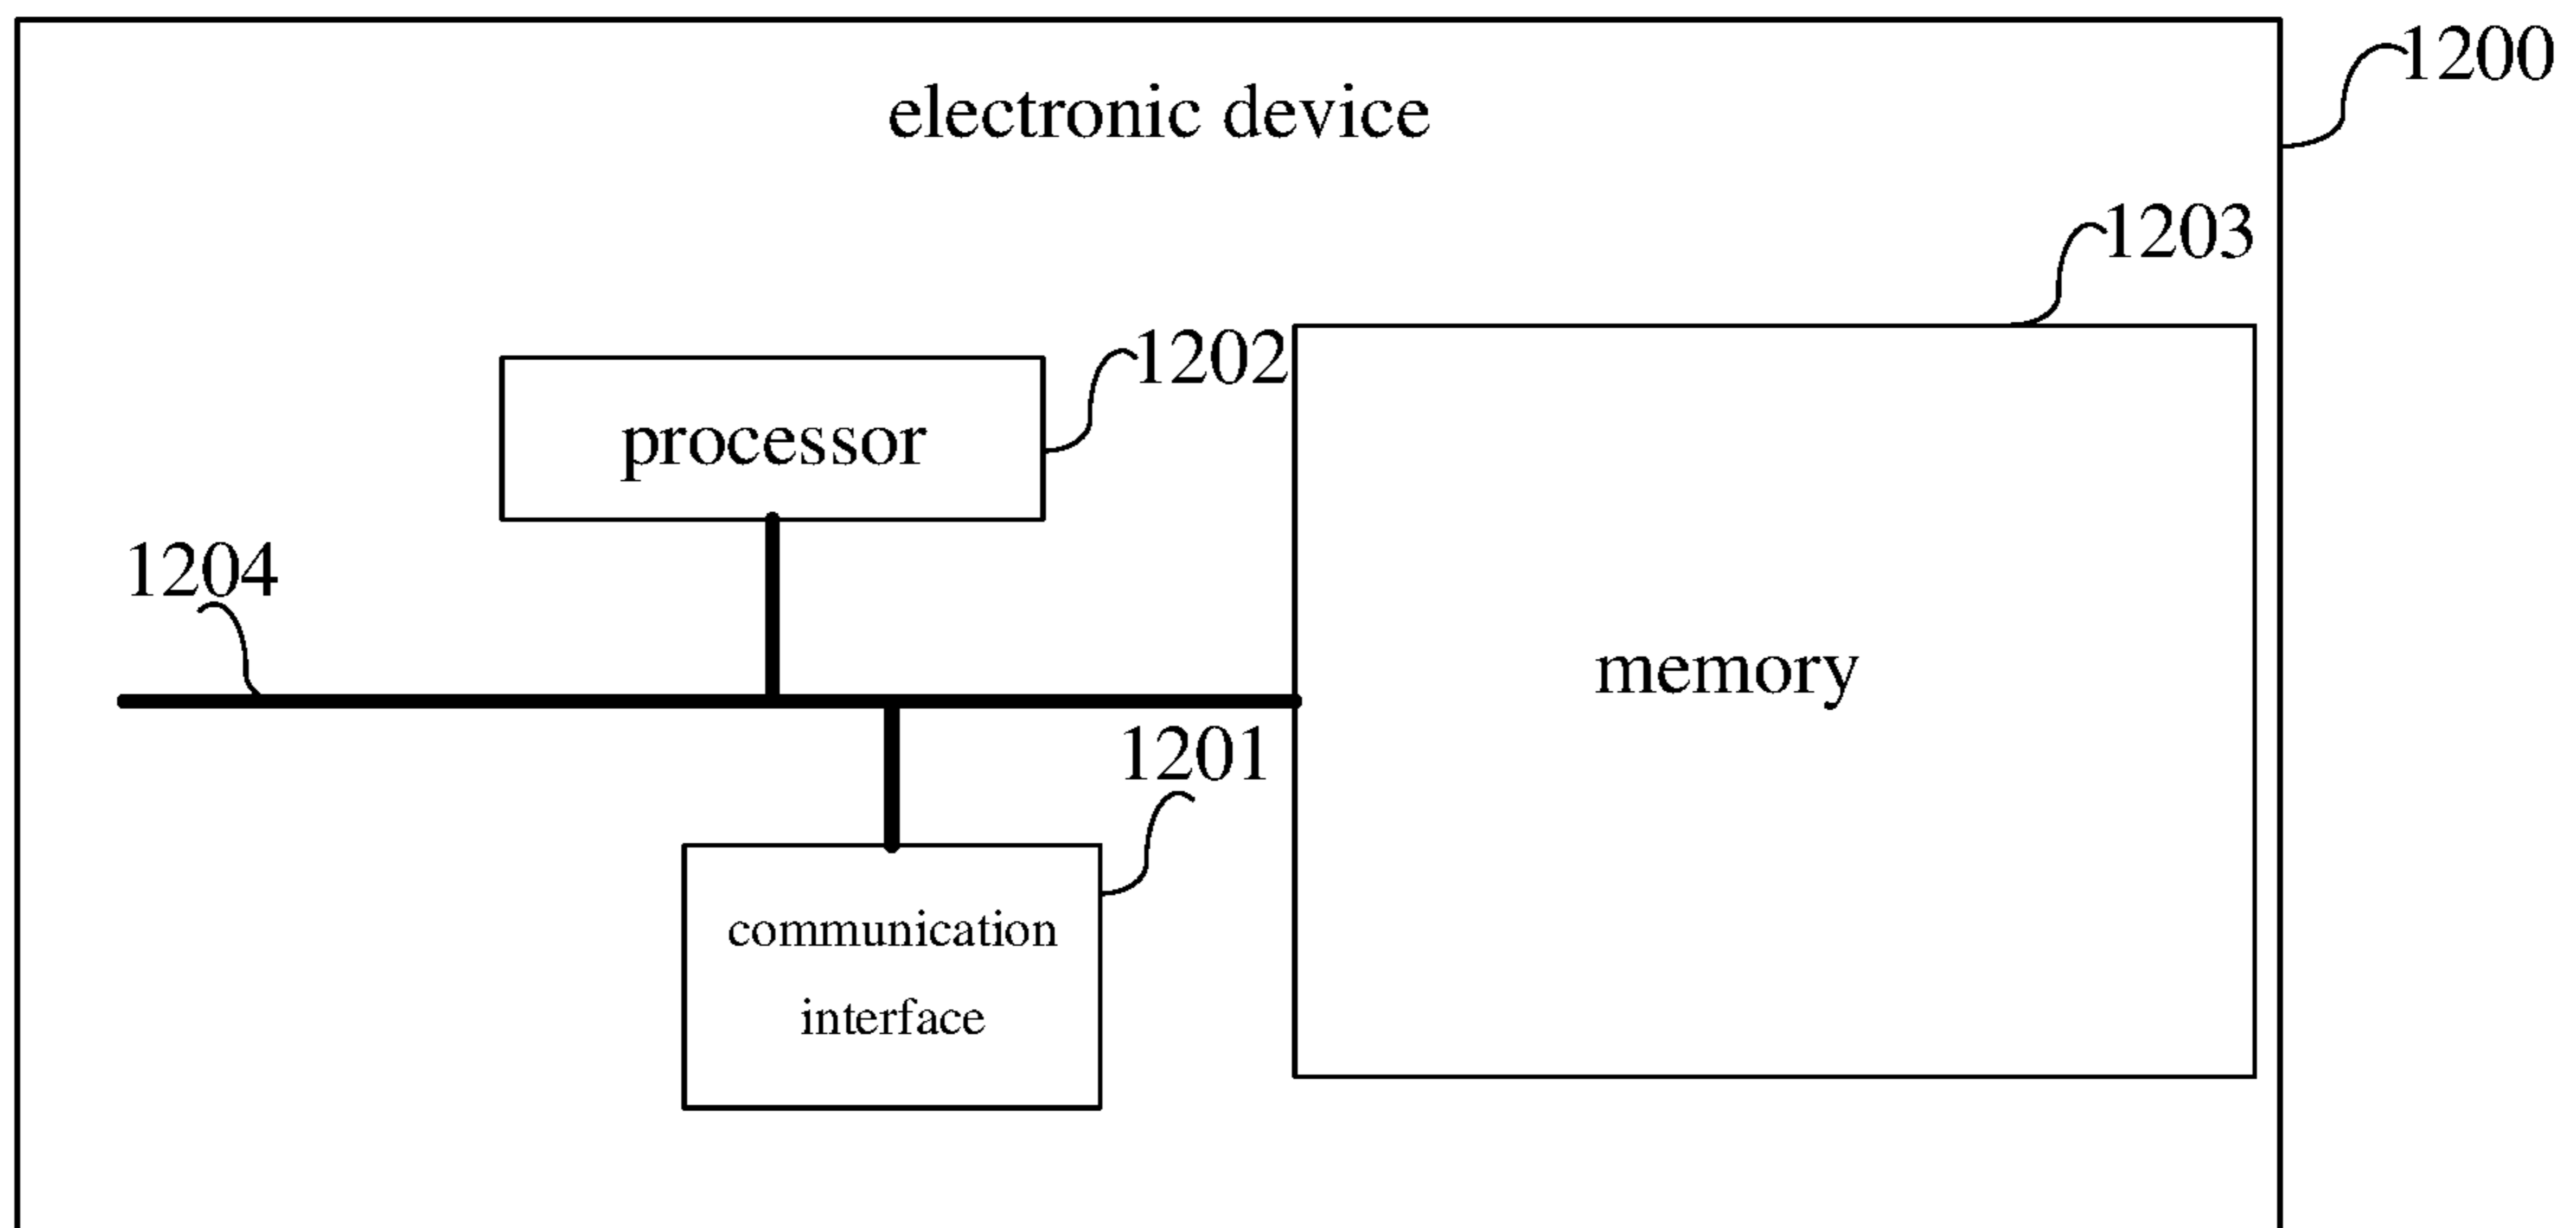 1200
electronic device
1203
1202
processor
1204
memory
1201
communication
interface